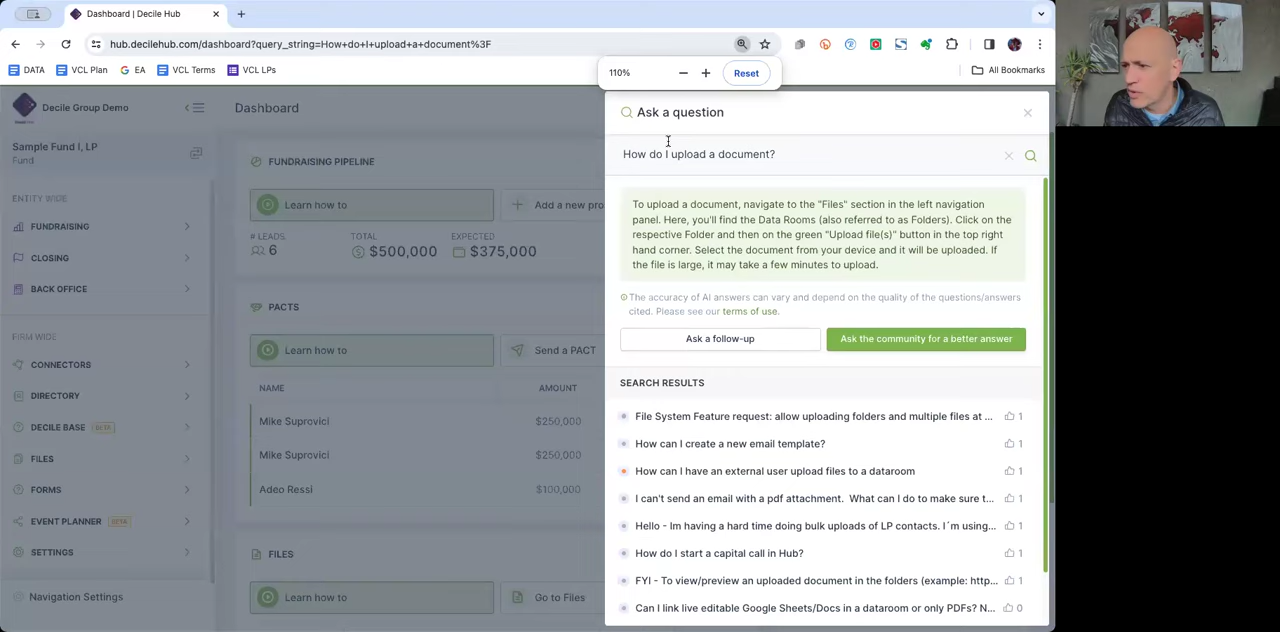 Dashboard | Decile Hub
hub.decilehub.com/dashboard?query_string=How+do+I+upload+a+document%3F
DATA
VCL Plan
EA
VCL Terms
VCL LPs
All Bookmarks
110%
Reset
Decile Group Demo
Dashboard
Sample Fund I, LP
Fund
ENTITY WIDE
FUNDRAISING
CLOSING
BACK OFFICE
FIRM WIDE
CONNECTORS
DIRECTORY
DECILE BASE BETA
FILES
FORMS
EVENT PLANNER BETA
SETTINGS
Navigation Settings
FUNDRAISING PIPELINE
Learn how to
Add a new pro
# LEADS
TOTAL
EXPECTED
6
$500,000
$375,000
PACTS
Learn how to
Send a PACT
NAME
AMOUNT
Mike Suprovici
$250,000
Mike Suprovici
$250,000
Adeo Ressi
$100,000
FILES
Learn how to
Go to Files
Ask a question
How do I upload a document?
To upload a document, navigate to the "Files" section in the left navigation
panel. Here, you'll find the Data Rooms (also referred to as Folders). Click on the
respective Folder and then on the green "Upload file(s)" button in the top right
hand corner. Select the document from your device and it will be uploaded. If
the file is large, it may take a few minutes to upload.
The accuracy of AI answers can vary and depend on the quality of the questions/answers
cited. Please see our terms of use.
Ask a follow-up
Ask the community for a better answer
SEARCH RESULTS
File System Feature request: allow uploading folders and multiple files at ... 1
How can I create a new email template? 1
How can I have an external user upload files to a dataroom 1
I can't send an email with a pdf attachment. What can I do to make sure t... 1
Hello - Im having a hard time doing bulk uploads of LP contacts. I´m using... 1
How do I start a capital call in Hub? 1
FYI - To view/preview an uploaded document in the folders (example: http... 1
Can I link live editable Google Sheets/Docs in a dataroom or only PDFs? N... 0